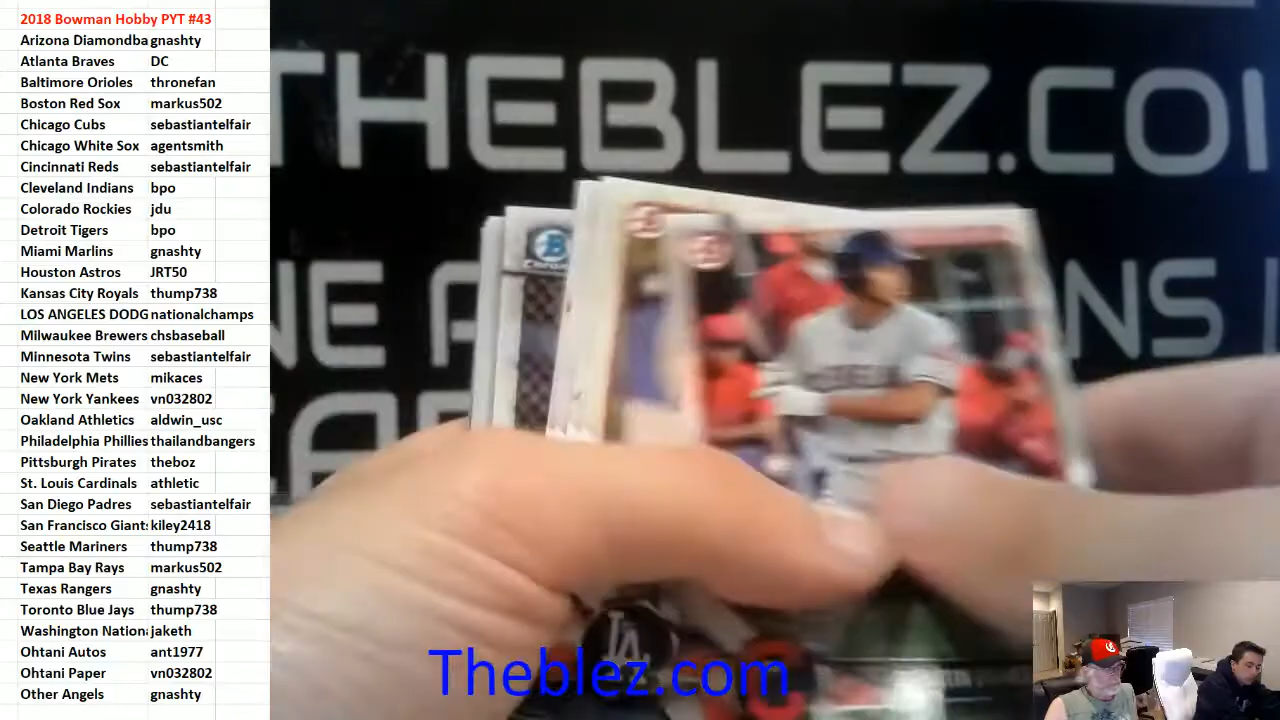 2018 Bowman Hobby PYT #43
Arizona Diamondba gnashty
Atlanta Braves DC
Baltimore Orioles thronefan
Boston Red Sox markus502
Chicago Cubs sebastiantelfair
Chicago White Sox agentsmith
Cincinnati Reds sebastiantelfair
Cleveland Indians bpo
Colorado Rockies jdu
Detroit Tigers bpo
Miami Marlins gnashty
Houston Astros JRT50
Kansas City Royals thump738
LOS ANGELES DODG nationalchamps
Milwaukee Brewers chsbaseball
Minnesota Twins sebastiantelfair
New York Mets mikaces
New York Yankees vn032802
Oakland Athletics aldwin_usc
Philadelphia Phillies thailandbangers
Pittsburgh Pirates theboz
St. Louis Cardinals athletic
San Diego Padres sebastiantelfair
San Francisco Giants kiley2418
Seattle Mariners thump738
Tampa Bay Rays markus502
Texas Rangers gnashty
Toronto Blue Jays thump738
Washington Nation jaketh
Ohtani Autos ant1977
Ohtani Paper vn032802
Other Angels gnashty
THEBLEZ.CO
LA
Theblez.com